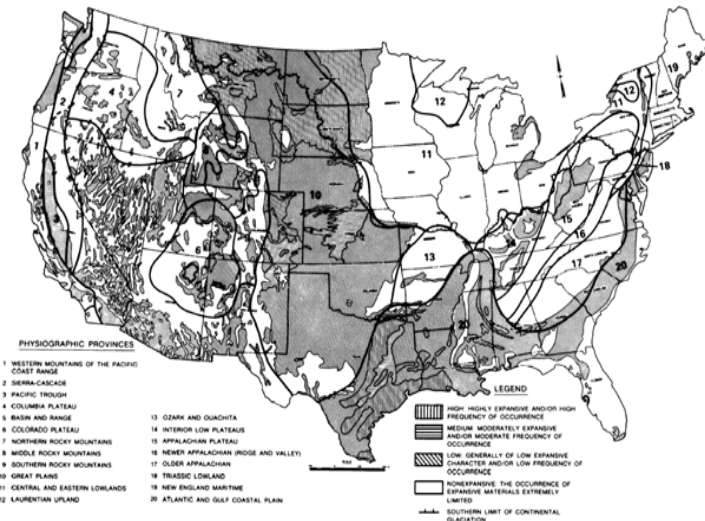 7
19
4
12
12
2
11
11
1
18
10
15
6
14
16
13
17
20
20
PHYSIOGRAPHIC PROVINCES
1 WESTERN MOUNTAINS OF THE PACIFIC
COAST RANGE
2 SIERRA-CASCADE
3 PACIFIC TROUGH
4 COLUMBIA PLATEAU
5 BASIN AND RANGE
6 COLORADO PLATEAU
7 NORTHERN ROCKY MOUNTAINS
8 MIDDLE ROCKY MOUNTAINS
9 SOUTHERN ROCKY MOUNTAINS
10 GREAT PLAINS
11 CENTRAL AND EASTERN LOWLANDS
12 LAURENTIAN UPLAND
13 OZARK AND OUACHITA
14 INTERIOR LOW PLATEAUS
15 APPALACHIAN PLATEAU
16 NEWER APPALACHIAN (RIDGE AND VALLEY)
17 OLDER APPALACHIAN
18 TRIASSIC LOWLAND
19 NEW ENGLAND MARITIME
20 ATLANTIC AND GULF COASTAL PLAIN
LEGEND
HIGH: HIGHLY EXPANSIVE AND/OR HIGH
FREQUENCY OF OCCURRENCE
MEDIUM: MODERATELY EXPANSIVE
AND/OR MODERATE FREQUENCY OF
OCCURRENCE
LOW: GENERALLY OF LOW EXPANSIVE
CHARACTER AND/OR LOW FREQUENCY OF
OCCURRENCE
NONEXPANSIVE: THE OCCURRENCE OF
EXPANSIVE MATERIALS EXTREMELY
LIMITED
SOUTHERN LIMIT OF CONTINENTAL
GLACIATION